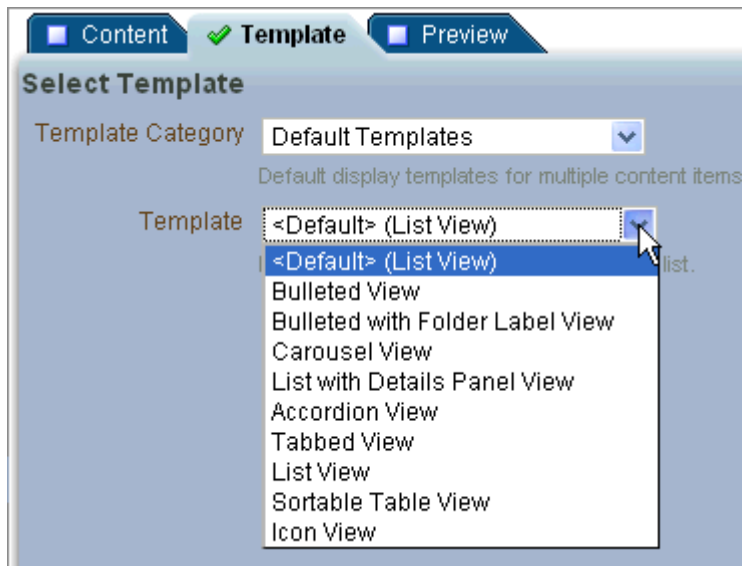 Content Template Preview
Select Template
Template Category Default Templates
Default display templates for multiple content items
Template <Default> (List View)
<Default> (List View)
list.
Bulleted View
Bulleted with Folder Label View
Carousel View
List with Details Panel View
Accordion View
Tabbed View
List View
Sortable Table View
Icon View